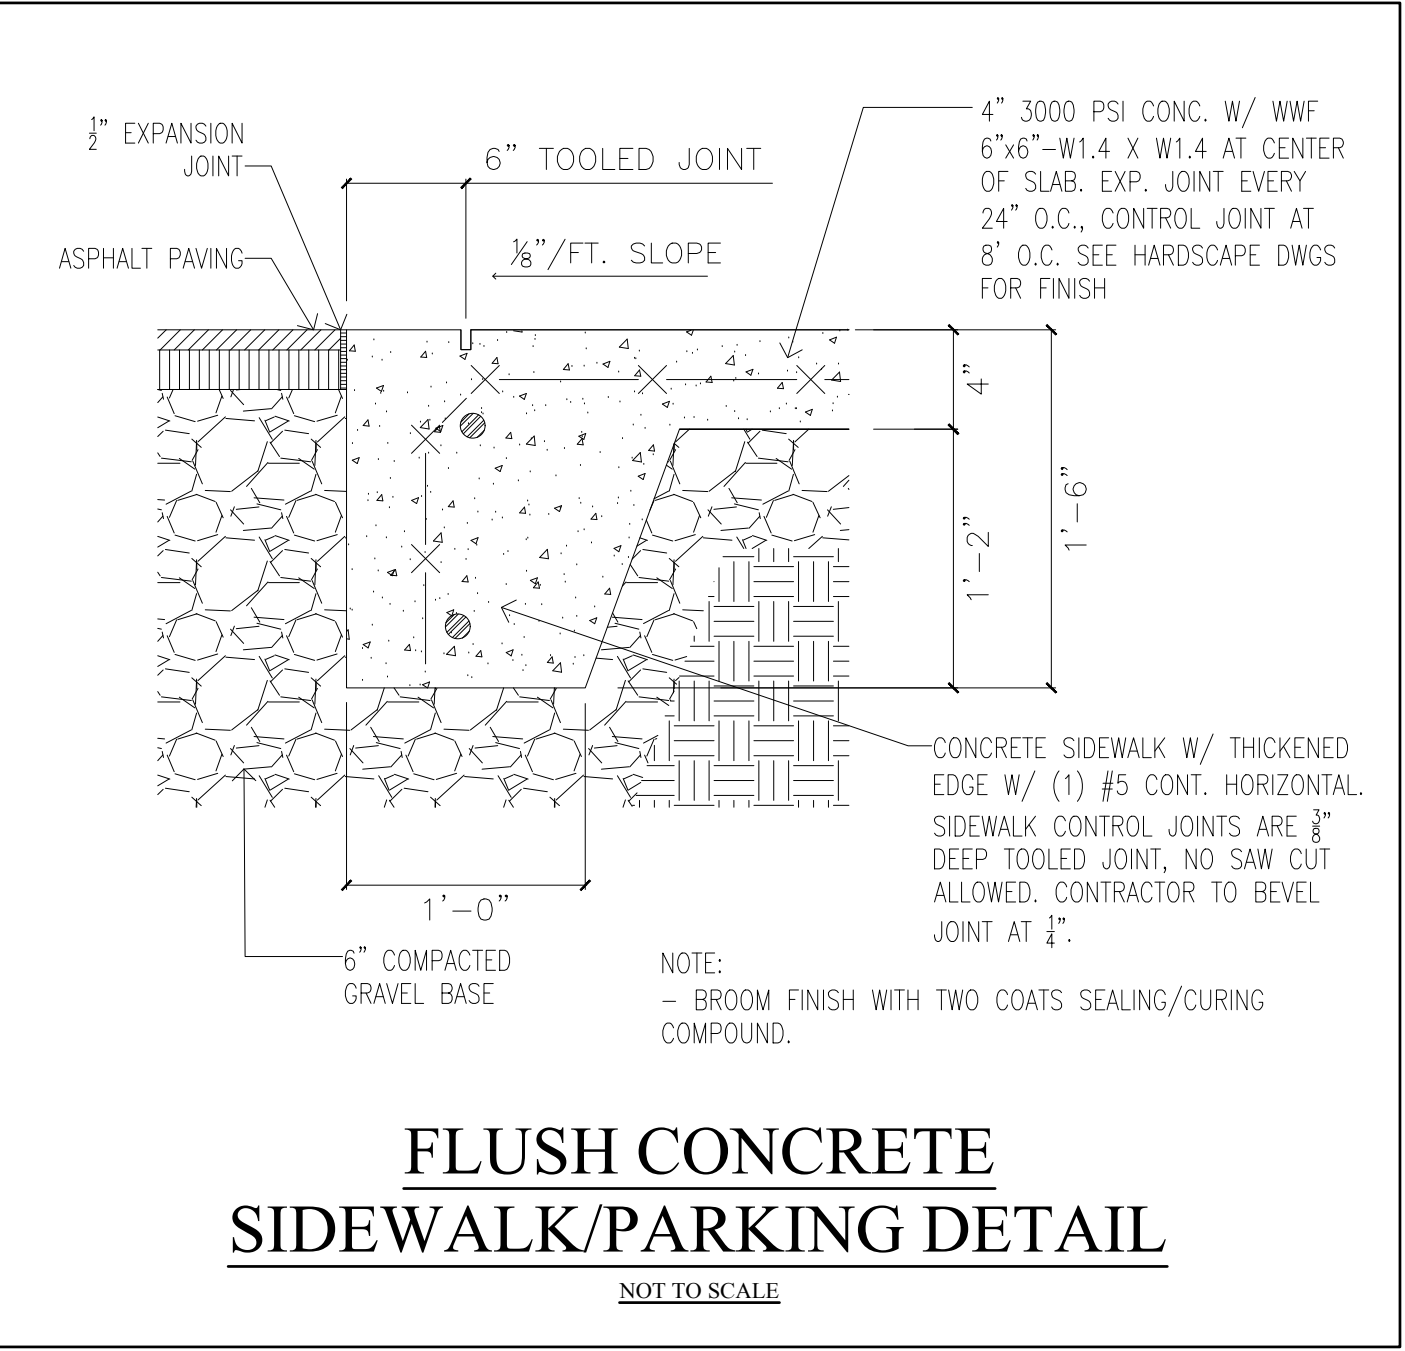 ½" EXPANSION
JOINT
ASPHALT PAVING
6" TOOLED JOINT
⅛"/FT. SLOPE
4" 3000 PSI CONC. W/ WWF
6"x6"-W1.4 X W1.4 AT CENTER
OF SLAB. EXP. JOINT EVERY
24" O.C., CONTROL JOINT AT
8' O.C. SEE HARDSCAPE DWGS
FOR FINISH
4"
1'-2"
1'-6"
CONCRETE SIDEWALK W/ THICKENED
EDGE W/ (1) #5 CONT. HORIZONTAL.
SIDEWALK CONTROL JOINTS ARE ⅜"
DEEP TOOLED JOINT, NO SAW CUT
ALLOWED. CONTRACTOR TO BEVEL
JOINT AT ¼".
1'-0"
6" COMPACTED
GRAVEL BASE
NOTE:
- BROOM FINISH WITH TWO COATS SEALING/CURING
COMPOUND.
FLUSH CONCRETE
SIDEWALK/PARKING DETAIL
NOT TO SCALE